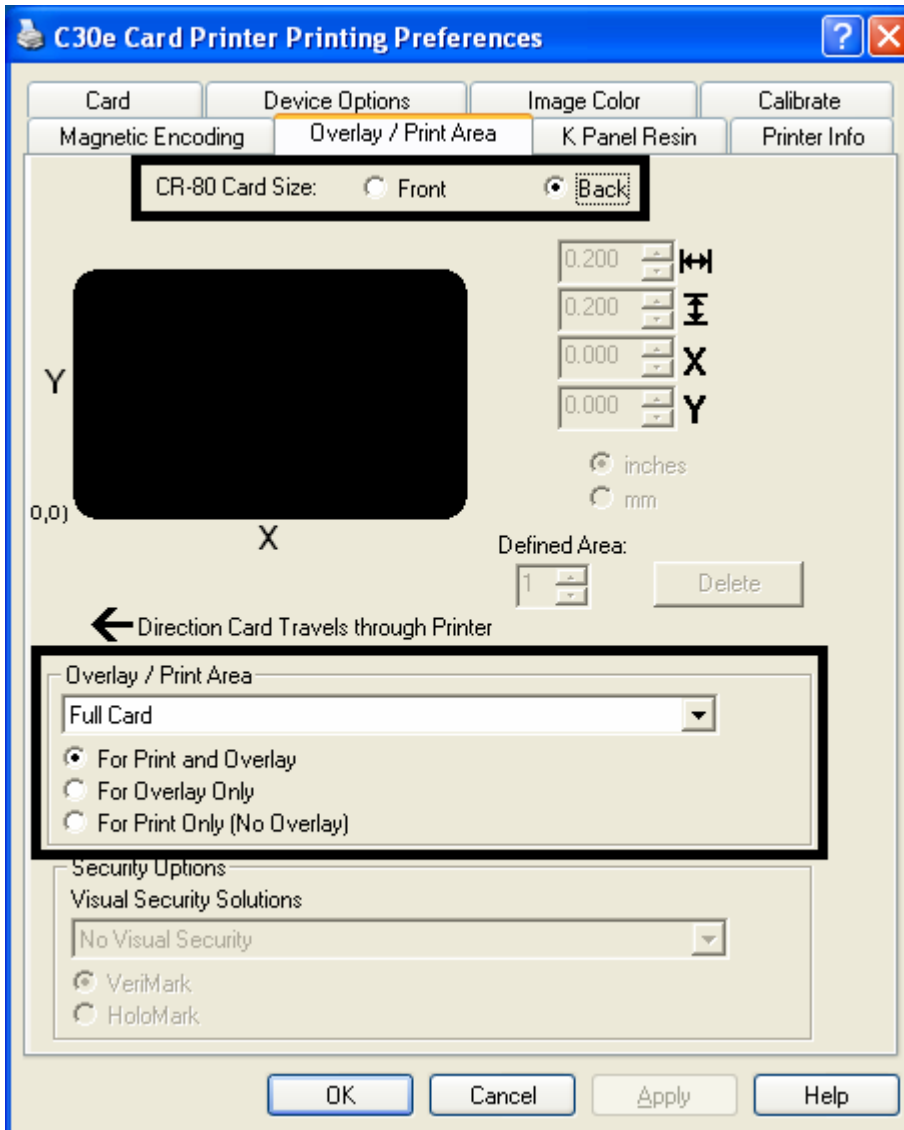 C30e Card Printer Printing Preferences
Card Device Options Image Color Calibrate
Magnetic Encoding Overlay / Print Area K Panel Resin Printer Info
CR-80 Card Size: Front Back
0.200
0.200
0.000 X
0.000 Y
Y
inches
mm
0,0)
X
Defined Area:
1 Delete
Direction Card Travels through Printer
Overlay / Print Area
Full Card
For Print and Overlay
For Overlay Only
For Print Only (No Overlay)
Security Options
Visual Security Solutions
No Visual Security
VeriMark
HoloMark
OK Cancel Apply Help